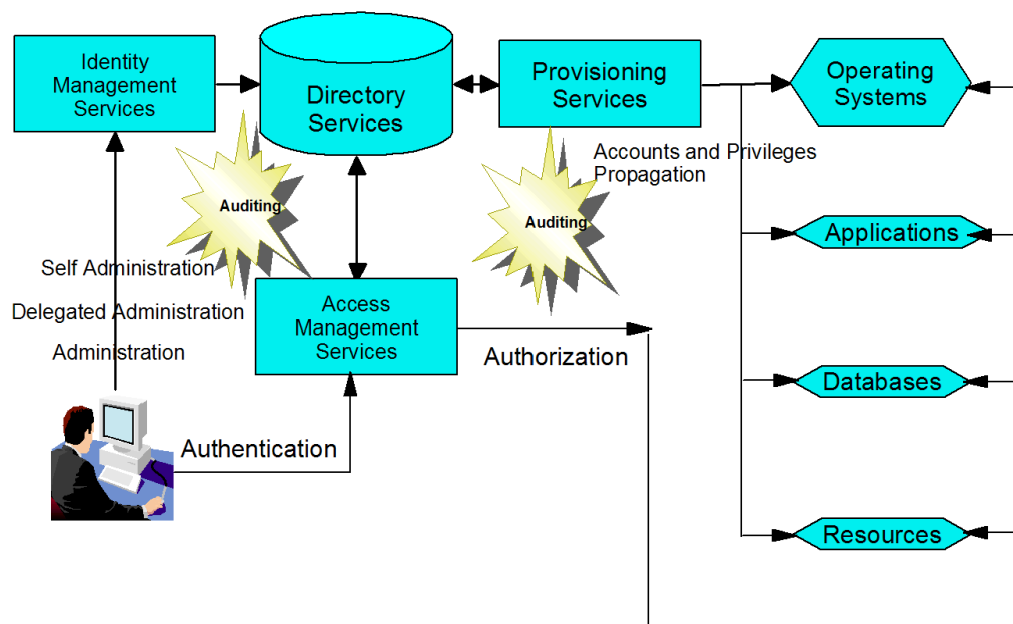 Identity
Management
Services
Directory
Services
Provisioning
Services
Operating
Systems
Accounts and Privileges
Propagation
Auditing
Auditing
Applications
Self Administration
Delegated Administration
Administration
Access
Management
Services
Authorization
Databases
Authentication
Resources